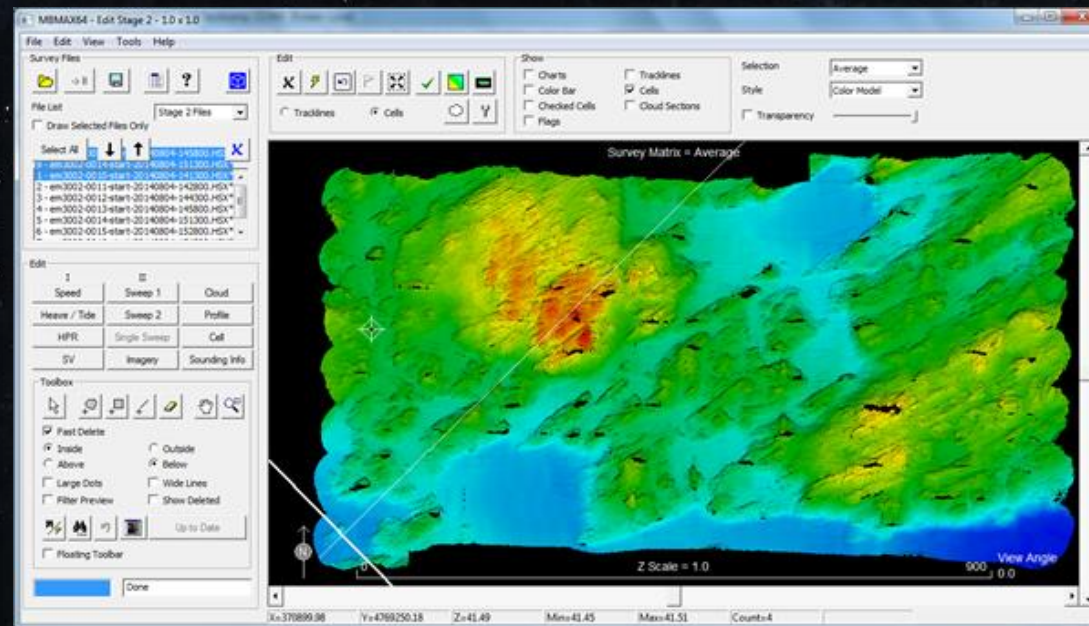 MBMAX64 - Edit Stage 2 - 1.0 x 1.0
File Edit View Tools Help
Survey Files
File List
Stage 2 Files
Draw Selected Files Only
Select All
1 - em3002-0010-start-20140804-141300.HSX*
2 - em3002-0011-start-20140804-142800.HSX*
3 - em3002-0012-start-20140804-144300.HSX*
4 - em3002-0013-start-20140804-145800.HSX*
5 - em3002-0014-start-20140804-151300.HSX*
6 - em3002-0015-start-20140804-152800.HSX*
Edit
Tracklines
Cells
Show
Charts
Tracklines
Color Bar
Cells
Checked Cells
Cloud Sections
Flags
Selection
Average
Style
Color Model
Transparency
Survey Matrix = Average
Edit
I II
Speed Sweep 1 Cloud
Heave / Tide Sweep 2 Profile
HPR Single Sweep Cell
SV Imagery Sounding Info
Toolbox
Fast Delete
Inside Outside
Above Below
Large Dots Wide Lines
Filter Preview Show Deleted
Up to Date
Floating Toolbar
Done
N
0 Z Scale = 1.0 900
View Angle
0.0
X=370899.98 Y=4769250.18 Z=41.49 Min=41.45 Max=41.51 Count=4